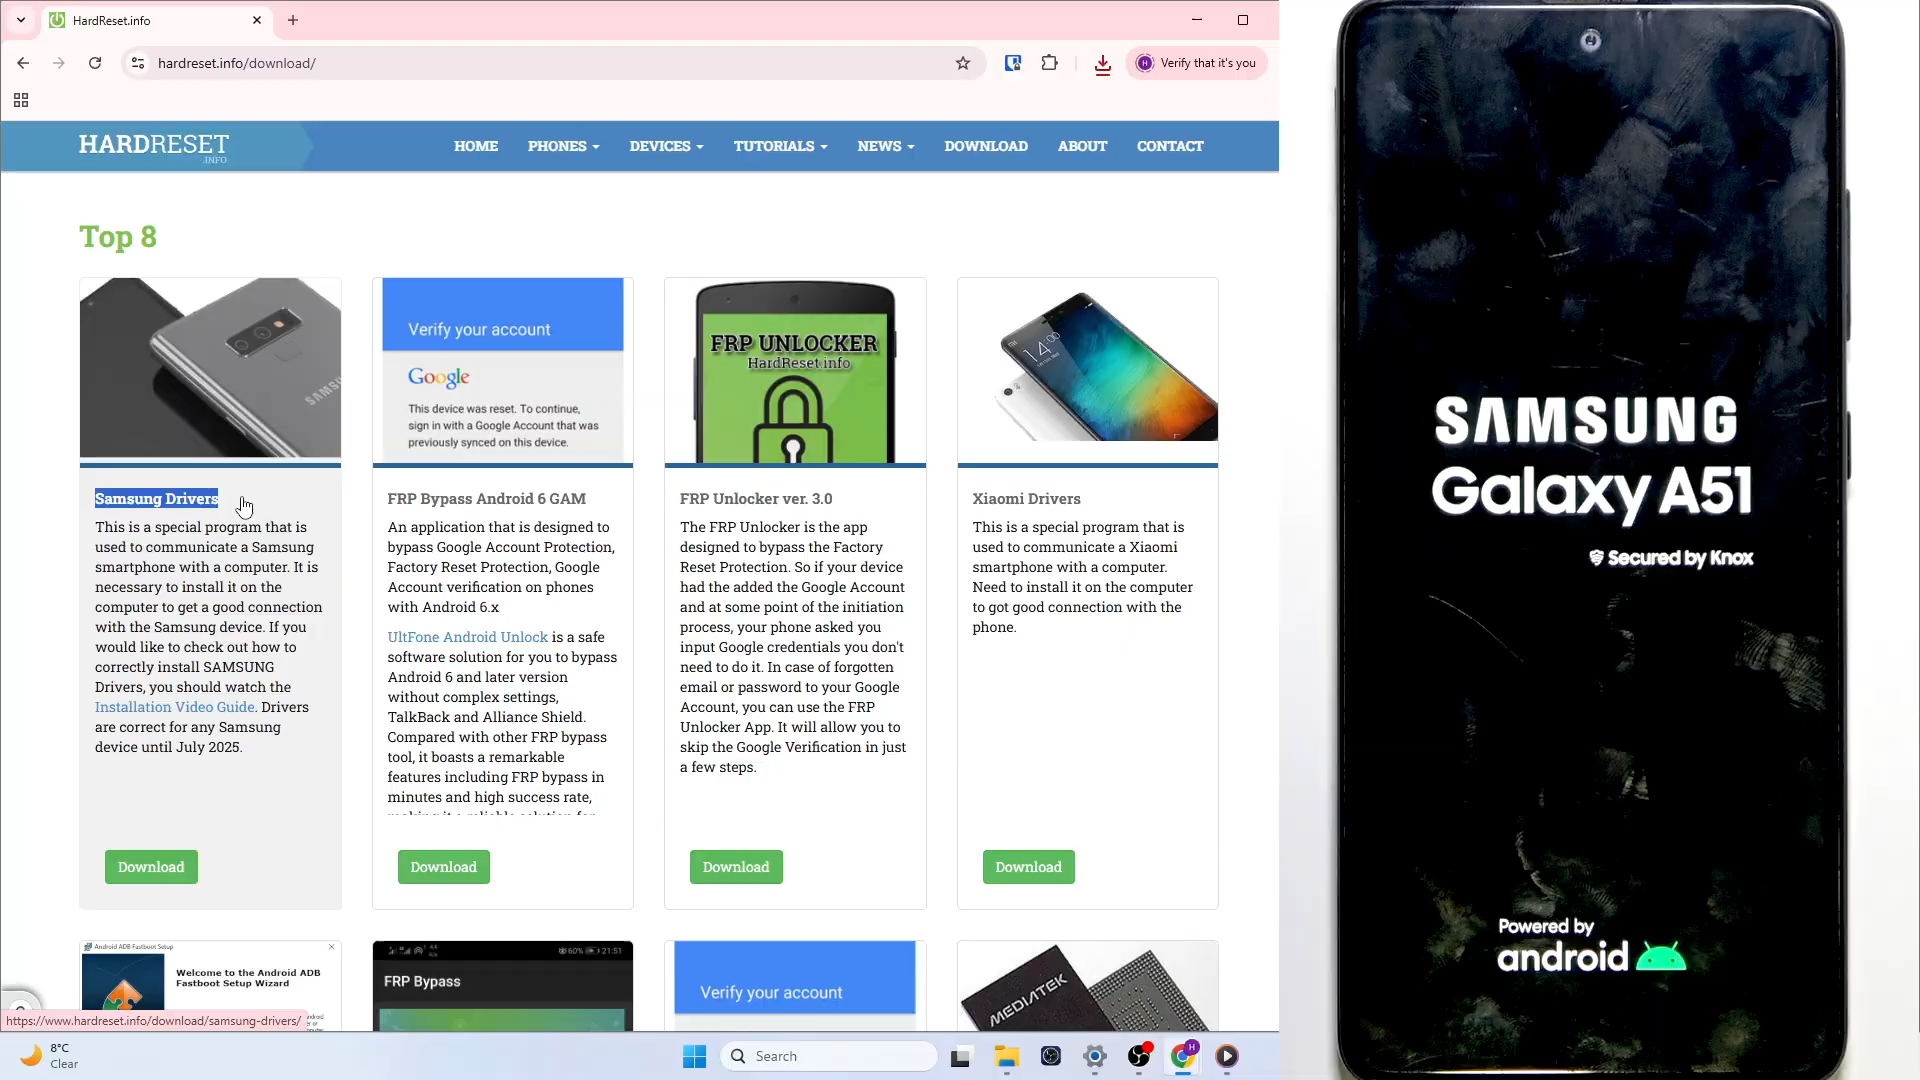 HardReset.info
hardreset.info/download/
Verify that it's you
HARDRESET
.INFO
HOME
PHONES
DEVICES
TUTORIALS
NEWS
DOWNLOAD
ABOUT
CONTACT
Top 8
SAMSUNG
Samsung Drivers
This is a special program that is
used to communicate a Samsung
smartphone with a computer. It is
necessary to install it on the
computer to get a good connection
with the Samsung device. If you
would like to check out how to
correctly install SAMSUNG
Drivers, you should watch the
Installation Video Guide. Drivers
are correct for any Samsung
device until July 2025.
Download
Verify your account
Google
This device was reset. To continue,
sign in with a Google Account that was
previously synced on this device.
FRP Bypass Android 6 GAM
An application that is designed to
bypass Google Account Protection,
Factory Reset Protection, Google
Account verification on phones
with Android 6.x
UltFone Android Unlock is a safe
software solution for you to bypass
Android 6 and later version
without complex settings,
TalkBack and Alliance Shield.
Compared with other FRP bypass
tool, it boasts a remarkable
features including FRP bypass in
minutes and high success rate,
Download
FRP UNLOCKER
HardReset.info
FRP Unlocker ver. 3.0
The FRP Unlocker is the app
designed to bypass the Factory
Reset Protection. So if your device
had the added the Google Account
and at some point of the initiation
process, your phone asked you
input Google credentials you don't
need to do it. In case of forgotten
email or password to your Google
Account, you can use the FRP
Unlocker App. It will allow you to
skip the Google Verification in just
a few steps.
Download
14:00
Xiaomi Drivers
This is a special program that is
used to communicate a Xiaomi
smartphone with a computer.
Need to install it on the computer
to got good connection with the
phone.
Download
Android ADB Fastboot Setup
Welcome to the Android ADB
Fastboot Setup Wizard
60% 21:51
FRP Bypass
Verify your account
MEDIATEK
https://www.hardreset.info/download/samsung-drivers/
8°C
Clear
Search
H
SAMSUNG
Galaxy A51
Secured by Knox
Powered by
android